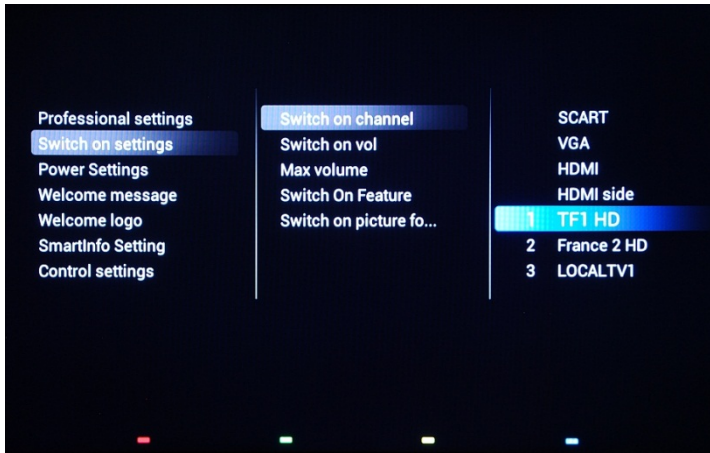 Professional settings
Switch on settings
Power Settings
Welcome message
Welcome logo
SmartInfo Setting
Control settings
Switch on channel
Switch on vol
Max volume
Switch On Feature
Switch on picture fo...
SCART
VGA
HDMI
HDMI side
1 TF1 HD
2 France 2 HD
3 LOCALTV1